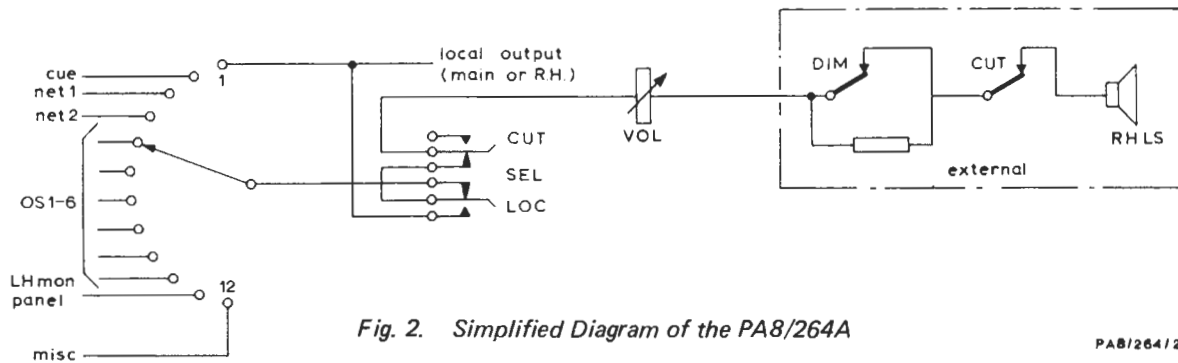 cue
net 1
net 2
OS1-6
LH mon
panel
misc
1
12
local output
(main or R.H.)
CUT
SEL
LOC
VOL
DIM
CUT
RH LS
external
Fig. 2. Simplified Diagram of the PA8/264A
PA8/264/2